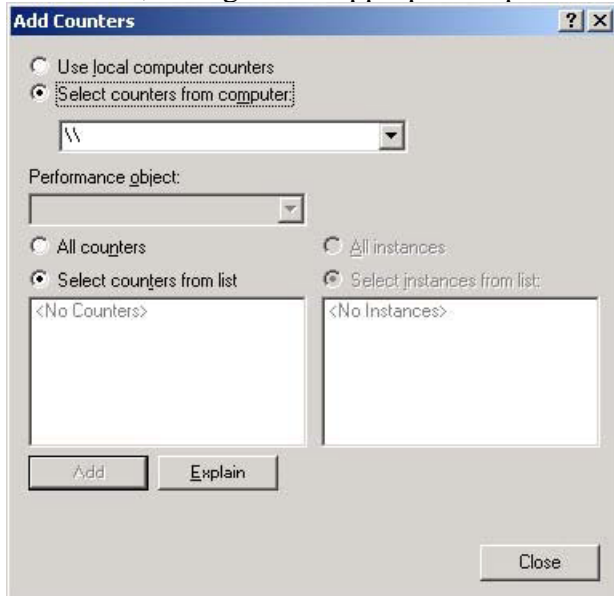 Add Counters
Use local computer counters
Select counters from computer:
\\
Performance object:
All counters
All instances
Select counters from list
Select instances from list:
<No Counters>
<No Instances>
Add
Explain
Close